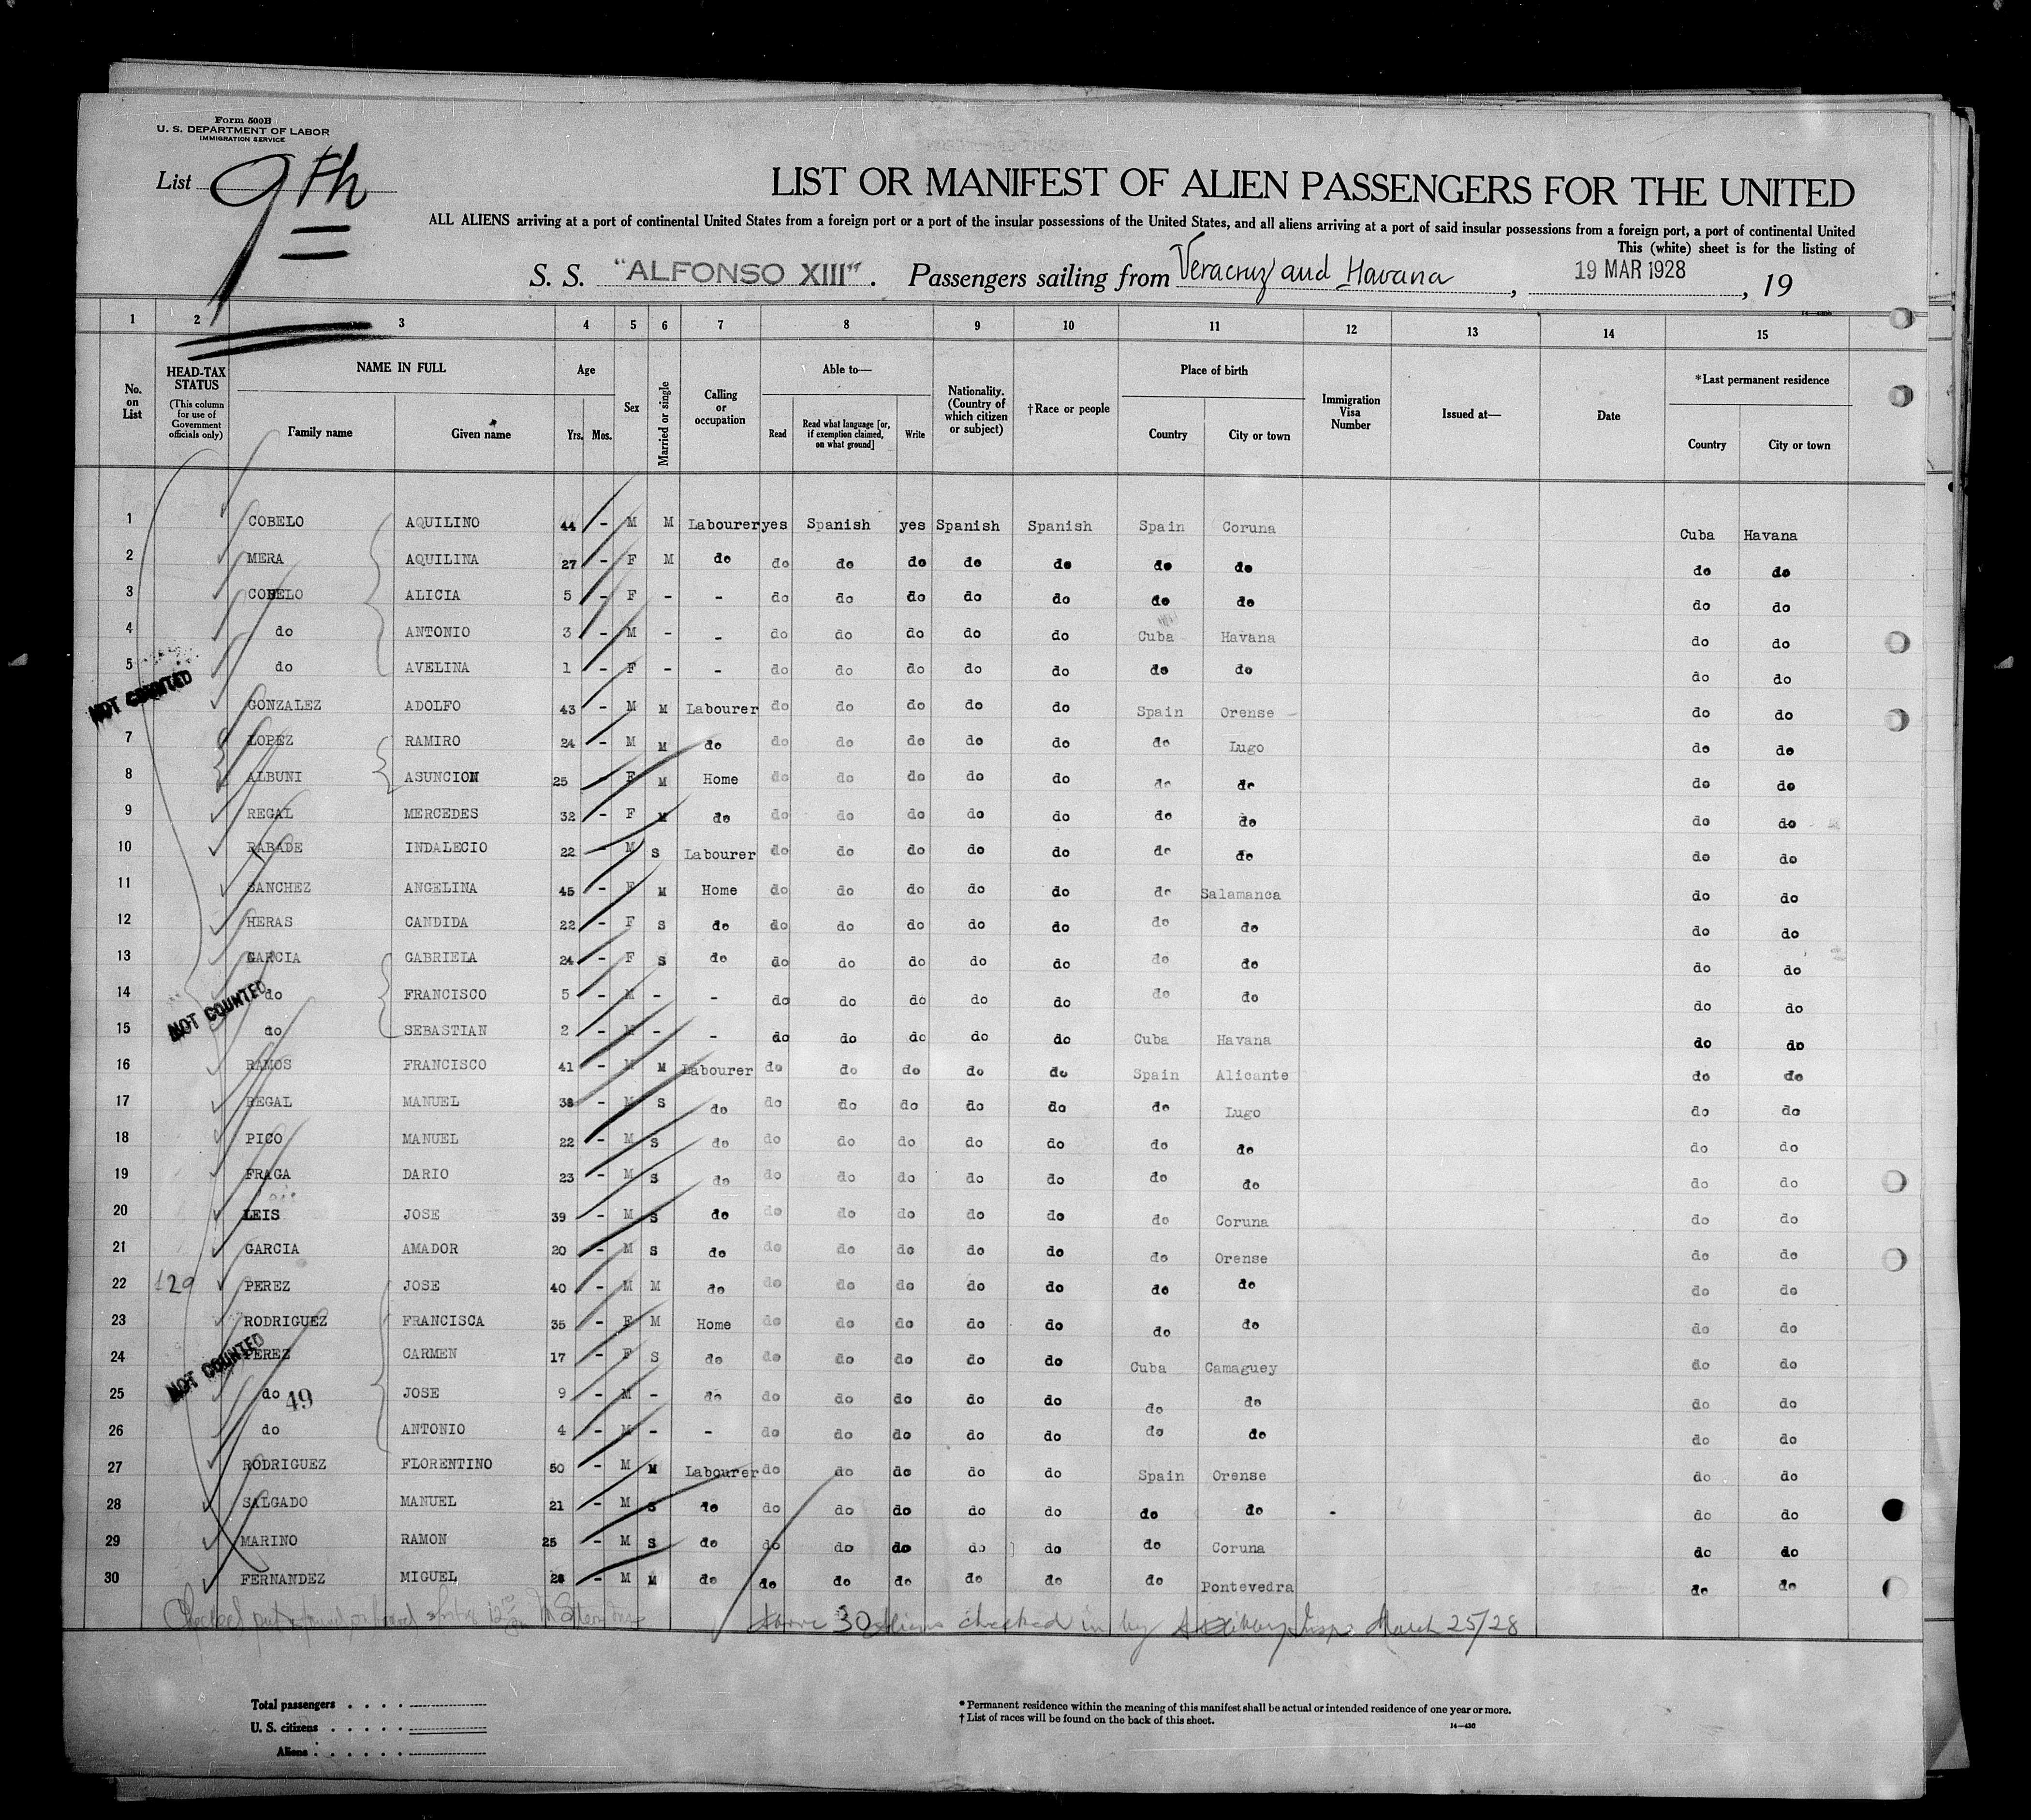 Form 500B
U. S. DEPARTMENT OF LABOR
IMMIGRATION SERVICE
List 9th
LIST OR MANIFEST OF ALIEN PASSENGERS FOR THE UNITED
ALL ALIENS arriving at a port of continental United States from a foreign port or a port of the insular possessions of the United States, and all aliens arriving at a port of said insular possessions from a foreign port, a port of continental United
This (white) sheet is for the listing of
S. S. "ALFONSO XIII". Passengers sailing from Veracruz and Havana, 19 MAR 1928, 19
1 2 3 4 5 6 7 8 9 10 11 12 13 14 15
No. on List
HEAD-TAX STATUS (This column for use of Government officials only)
NAME IN FULL Family name Given name
Age Yrs. Mos.
Sex
Married or single
Calling or occupation
Able to— Read Read what language [or, if exemption claimed, on what ground] Write
Nationality. (Country of which citizen or subject)
†Race or people
Place of birth Country City or town
Immigration Visa Number
Issued at—
Date
*Last permanent residence Country City or town
1 COBELO AQUILINO 44 - M M Labourer yes Spanish yes Spanish Spanish Spain Coruna Cuba Havana
2 MERA AQUILINA 27 - F M do do do do do do do do do do
3 COBELO ALICIA 5 - F - - do do do do do do do do do
4 do ANTONIO 3 - M - - do do do do do Cuba Havana do do
5 do AVELINA 1 - F - - do do do do do do do do do
NOT COUNTED
GONZALEZ ADOLFO 43 - M M Labourer do do do do do Spain Orense do do
7 LOPEZ RAMIRO 24 - M M do do do do do do do Lugo do do
8 ALBUNI ASUNCION 25 - F M Home do do do do do do do do do
9 REGAL MERCEDES 32 - F M do do do do do do do do do do
10 RABADE INDALECIO 22 - M S Labourer do do do do do do do do do
11 SANCHEZ ANGELINA 45 - F M Home do do do do do do Salamanca do do
12 HERAS CANDIDA 22 - F S do do do do do do do do do do
13 GARCIA GABRIELA 24 - F S do do do do do do do do do do
14 do FRANCISCO 5 - M - - do do do do do do do do do
NOT COUNTED
15 do SEBASTIAN 2 - M - - do do do do do Cuba Havana do do
16 RAMOS FRANCISCO 41 - M M Labourer do do do do do Spain Alicante do do
17 REGAL MANUEL 38 - M S do do do do do do do Lugo do do
18 PICO MANUEL 22 - M S do do do do do do do do do do
19 FRAGA DARIO 23 - M S do do do do do do do do do do
20 LEIS JOSE 39 - M S do do do do do do do Coruna do do
21 GARCIA AMADOR 20 - M S do do do do do do do Orense do do
22 129 PEREZ JOSE 40 - M M do do do do do do do do do do
23 RODRIGUEZ FRANCISCA 35 - F M Home do do do do do do do do do
24 PEREZ CARMEN 17 - F S do do do do do do Cuba Camaguey do do
NOT COUNTED
25 do 49 JOSE 9 - M - do do do do do do do do do do
26 do ANTONIO 4 - M - - do do do do do do do do do
27 RODRIGUEZ FLORENTINO 50 - M M Labourer do do do do do Spain Orense do do
28 SALGADO MANUEL 21 - M S do do do do do do do do - do do
29 MARINO RAMON 25 - M S do do do do do do do Coruna do do
30 FERNANDEZ MIGUEL - M M do do do do do do do Pontevedra do do
Checked
Above 30 aliens checked in by Insp. March 25/28
Total passengers
U. S. citizens
Aliens
* Permanent residence within the meaning of this manifest shall be actual or intended residence of one year or more.
† List of races will be found on the back of this sheet.
14—430